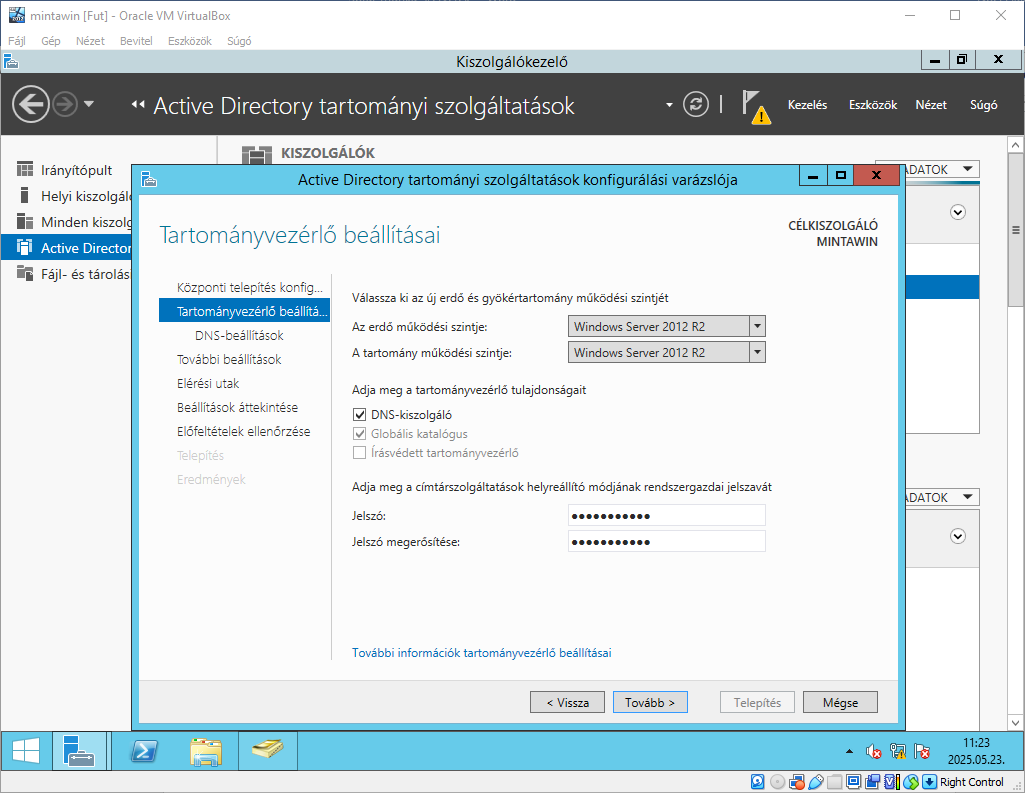 mintawin [Fut] - Oracle VM VirtualBox
Fájl Gép Nézet Bevitel Eszközök Súgó
Kiszolgálókezelő
Active Directory tartományi szolgáltatások
Kezelés Eszközök Nézet Súgó
Irányítópult
Helyi kiszolgáló
Minden kiszolg
Active Director
Fájl- és tárolás
KISZOLGÁLÓK
ADATOK
Active Directory tartományi szolgáltatások konfigurálási varázslója
Tartományvezérlő beállításai
CÉLKISZOLGÁLÓ
MINTAWIN
Központi telepítés konfig...
Tartományvezérlő beállítá...
DNS-beállítások
További beállítások
Elérési utak
Beállítások áttekintése
Előfeltételek ellenőrzése
Telepítés
Eredmények
Válassza ki az új erdő és gyökértartomány működési szintjét
Az erdő működési szintje: Windows Server 2012 R2
A tartomány működési szintje: Windows Server 2012 R2
Adja meg a tartományvezérlő tulajdonságait
DNS-kiszolgáló
Globális katalógus
Írásvédett tartományvezérlő
Adja meg a címtárszolgáltatások helyreállító módjának rendszergazdai jelszavát
Jelszó: ●●●●●●●●●●●
Jelszó megerősítése: ●●●●●●●●●●●
További információk tartományvezérlő beállításai
< Vissza Tovább > Telepítés Mégse
ADATOK
11:23
2025.05.23.
Right Control